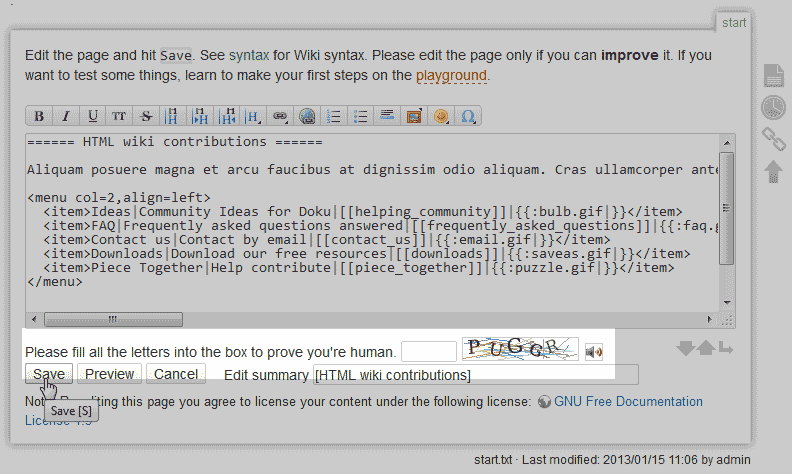 start
Edit the page and hit Save. See syntax for Wiki syntax. Please edit the page only if you can improve it. If you
want to test some things, learn to make your first steps on the playground.
B I U TT S H H H H
====== HTML wiki contributions ======
Aliquam posuere magna et arcu faucibus at dignissim odio aliquam. Cras ullamcorper ante
<menu col=2,align=left>
<item>Ideas|Community Ideas for Doku|[[helping_community]]|{{:bulb.gif|}}</item>
<item>FAQ|Frequently asked questions answered|[[frequently_asked_questions]]|{{:faq.g
<item>Contact us|Contact by email|[[contact_us]]|{{:email.gif|}}</item>
<item>Downloads|Download our free resources|[[downloads]]|{{:saveas.gif|}}</item>
<item>Piece Together|Help contribute|[[piece_together]]|{{:puzzle.gif|}}</item>
</menu>
Please fill all the letters into the box to prove you're human. PUGGR
Save Preview Cancel Edit summary [HTML wiki contributions]
this page you agree to license your content under the following license: GNU Free Documentation
Save [S]
start.txt · Last modified: 2013/01/15 11:06 by admin